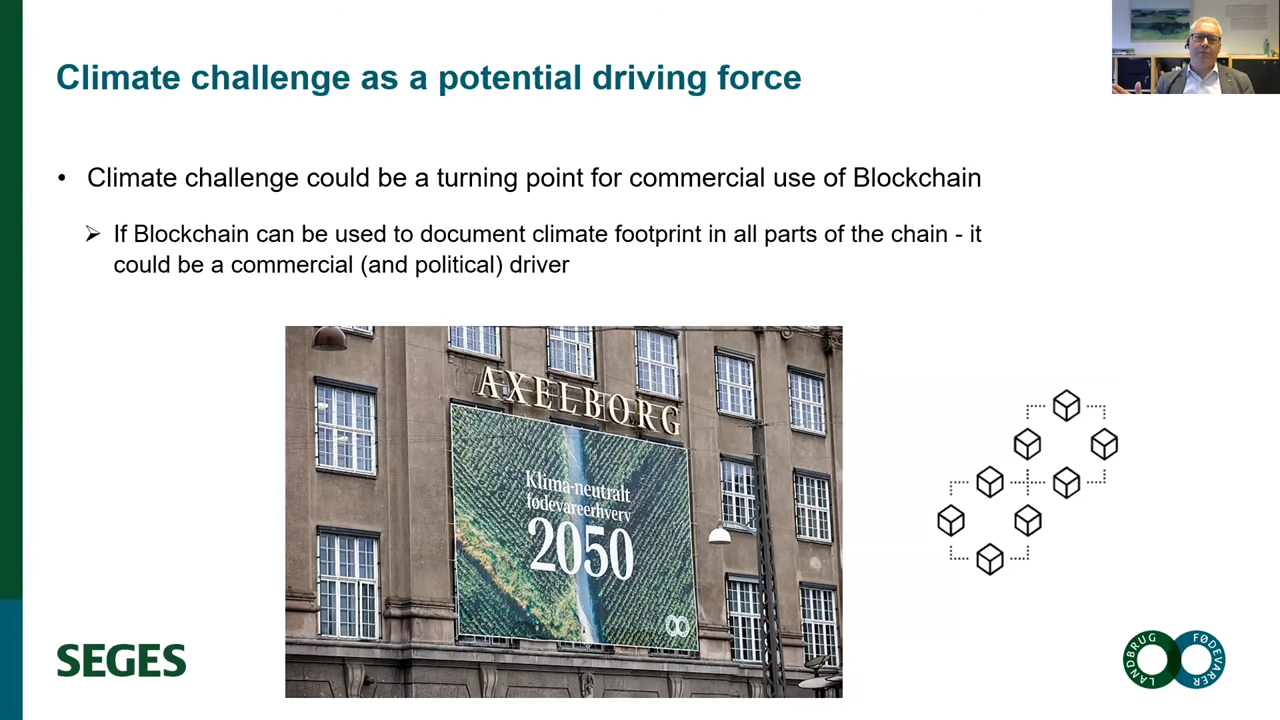 Climate challenge as a potential driving force
• Climate challenge could be a turning point for commercial use of Blockchain
➢ If Blockchain can be used to document climate footprint in all parts of the chain - it
could be a commercial (and political) driver
AXELBORG
Klima-neutralt
fødevareerhverv
2050
SEGES
LANDBRUG FØDEVARER